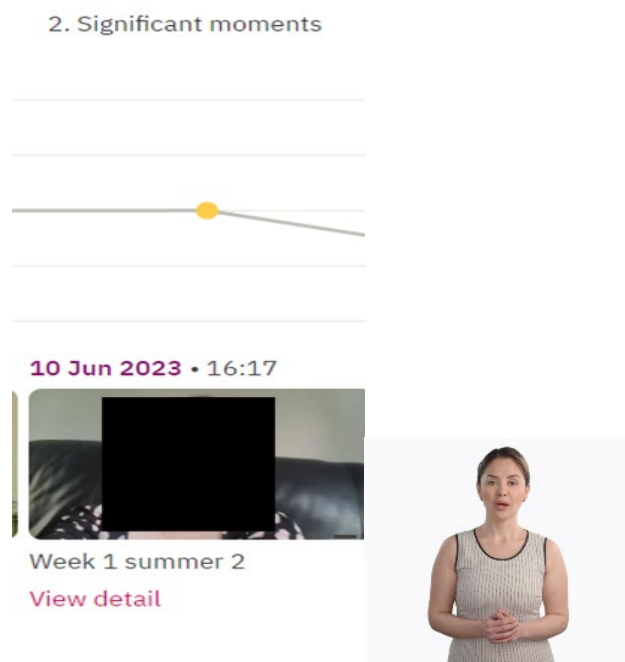 2. Significant moments
10 Jun 2023 • 16:17
Week 1 summer 2
View detail